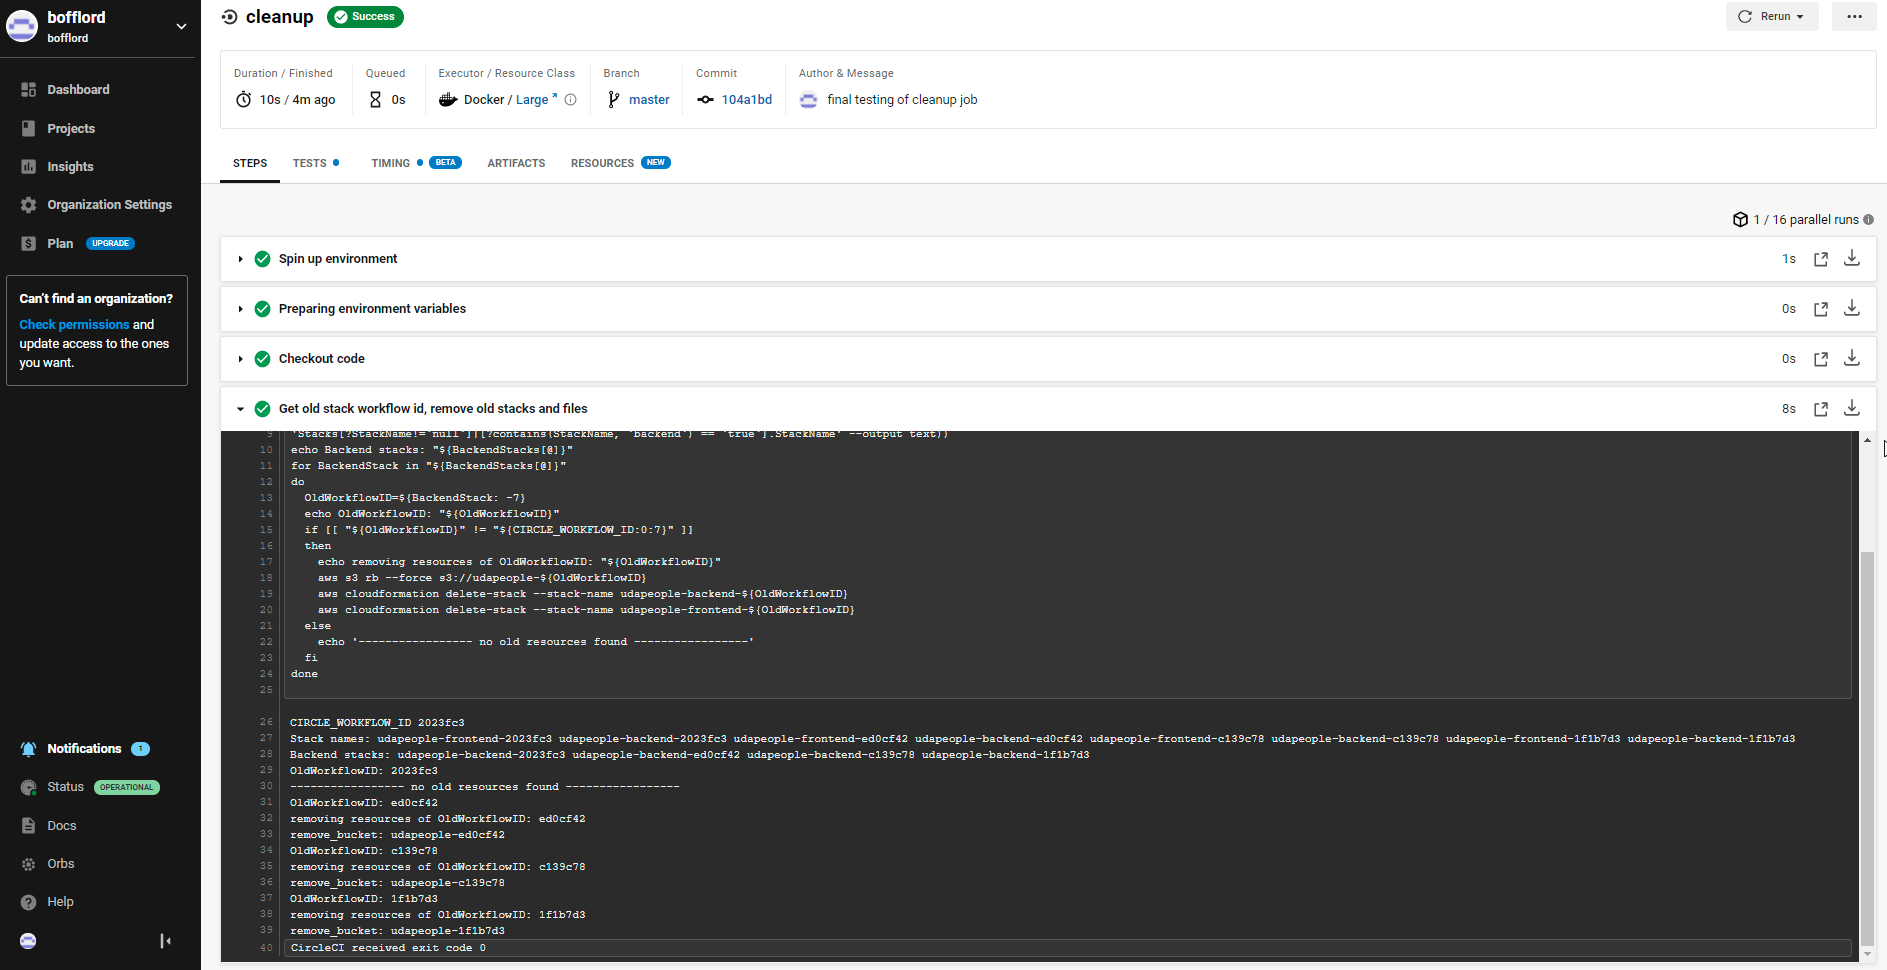 bofflord
bofflord
Dashboard
Projects
Insights
Organization Settings
Plan UPGRADE
Can't find an organization?
Check permissions and
update access to the ones
you want.
Notifications 1
Status OPERATIONAL
Docs
Orbs
Help
cleanup Success
Rerun
Duration / Finished
10s / 4m ago
Queued
0s
Executor / Resource Class
Docker / Large
Branch
master
Commit
104a1bd
Author & Message
final testing of cleanup job
STEPS TESTS TIMING BETA ARTIFACTS RESOURCES NEW
1 / 16 parallel runs
Spin up environment 1s
Preparing environment variables 0s
Checkout code 0s
Get old stack workflow id, remove old stacks and files 8s
9 'Stacks[?StackName!='null']|[?contains(StackName, 'backend') == 'true'].StackName' --output text))
10 echo Backend stacks: "${BackendStacks[@]}"
11 for BackendStack in "${BackendStacks[@]}"
12 do
13 OldWorkflowID=${BackendStack: -7}
14 echo OldWorkflowID: "${OldWorkflowID}"
15 if [[ "${OldWorkflowID}" != "${CIRCLE_WORKFLOW_ID:0:7}" ]]
16 then
17 echo removing resources of OldWorkflowID: "${OldWorkflowID}"
18 aws s3 rb --force s3://udapeople-${OldWorkflowID}
19 aws cloudformation delete-stack --stack-name udapeople-backend-${OldWorkflowID}
20 aws cloudformation delete-stack --stack-name udapeople-frontend-${OldWorkflowID}
21 else
22 echo '----------------- no old resources found -----------------'
23 fi
24 done
25
26 CIRCLE_WORKFLOW_ID 2023fc3
27 Stack names: udapeople-frontend-2023fc3 udapeople-backend-2023fc3 udapeople-frontend-ed0cf42 udapeople-backend-ed0cf42 udapeople-frontend-c139c78 udapeople-backend-c139c78 udapeople-frontend-1f1b7d3 udapeople-backend-1f1b7d3
28 Backend stacks: udapeople-backend-2023fc3 udapeople-backend-ed0cf42 udapeople-backend-c139c78 udapeople-backend-1f1b7d3
29 OldWorkflowID: 2023fc3
30 ----------------- no old resources found -----------------
31 OldWorkflowID: ed0cf42
32 removing resources of OldWorkflowID: ed0cf42
33 remove_bucket: udapeople-ed0cf42
34 OldWorkflowID: c139c78
35 removing resources of OldWorkflowID: c139c78
36 remove_bucket: udapeople-c139c78
37 OldWorkflowID: 1f1b7d3
38 removing resources of OldWorkflowID: 1f1b7d3
39 remove_bucket: udapeople-1f1b7d3
40 CircleCI received exit code 0